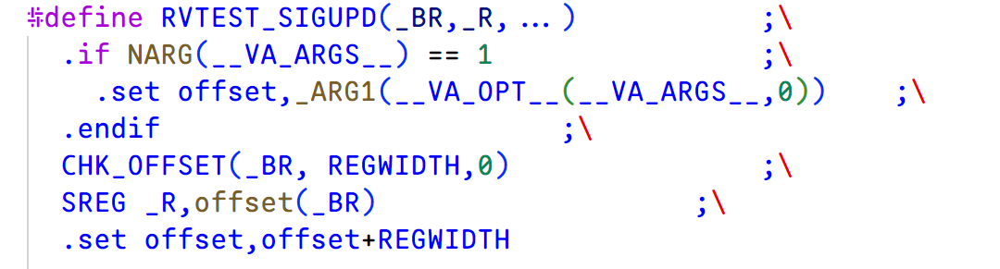 #define RVTEST_SIGUPD(_BR,_R,...) ;\
.if NARG(__VA_ARGS__) == 1 ;\
.set offset,_ARG1(__VA_OPT__(__VA_ARGS__,0)) ;\
.endif ;\
CHK_OFFSET(_BR, REGWIDTH,0) ;\
SREG _R,offset(_BR) ;\
.set offset,offset+REGWIDTH